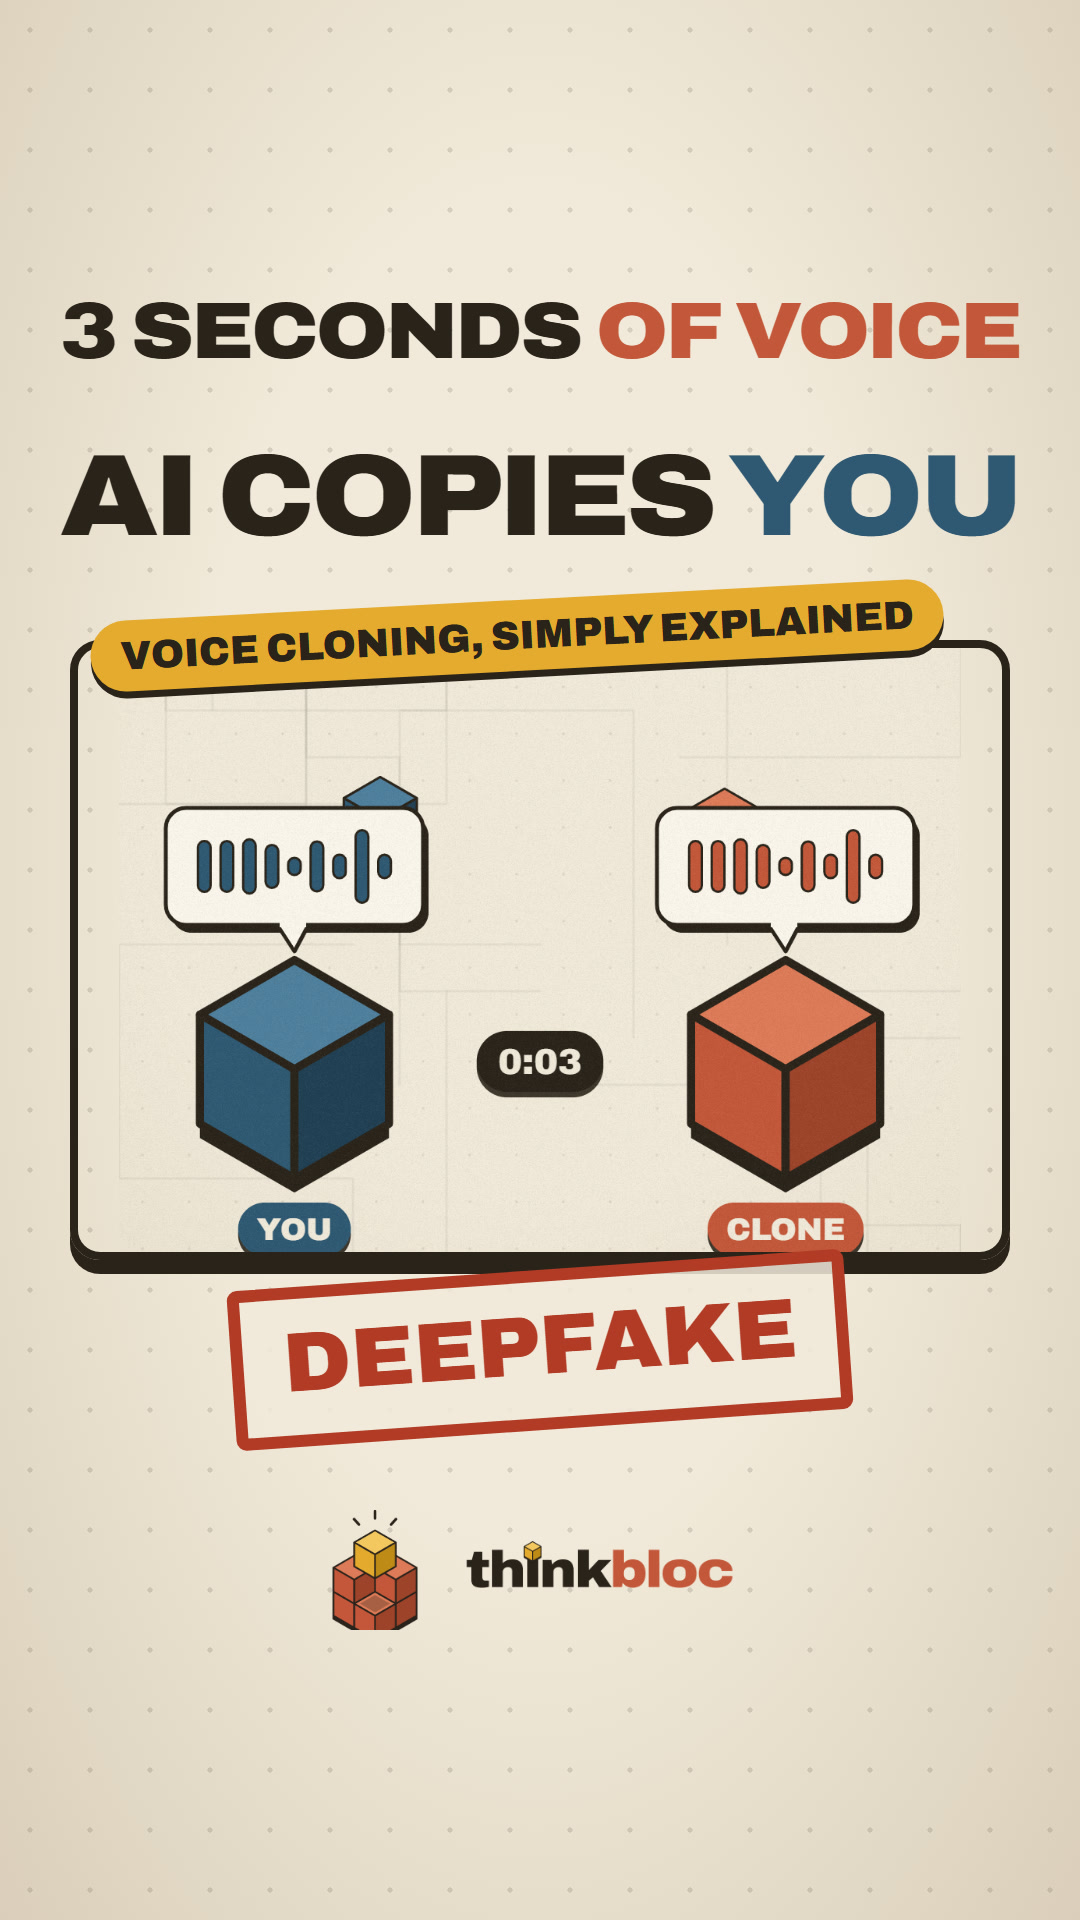 3 SECONDS OF VOICE
AI COPIES YOU
VOICE CLONING, SIMPLY EXPLAINED
0:03
YOU
CLONE
DEEPFAKE
thinkbloc